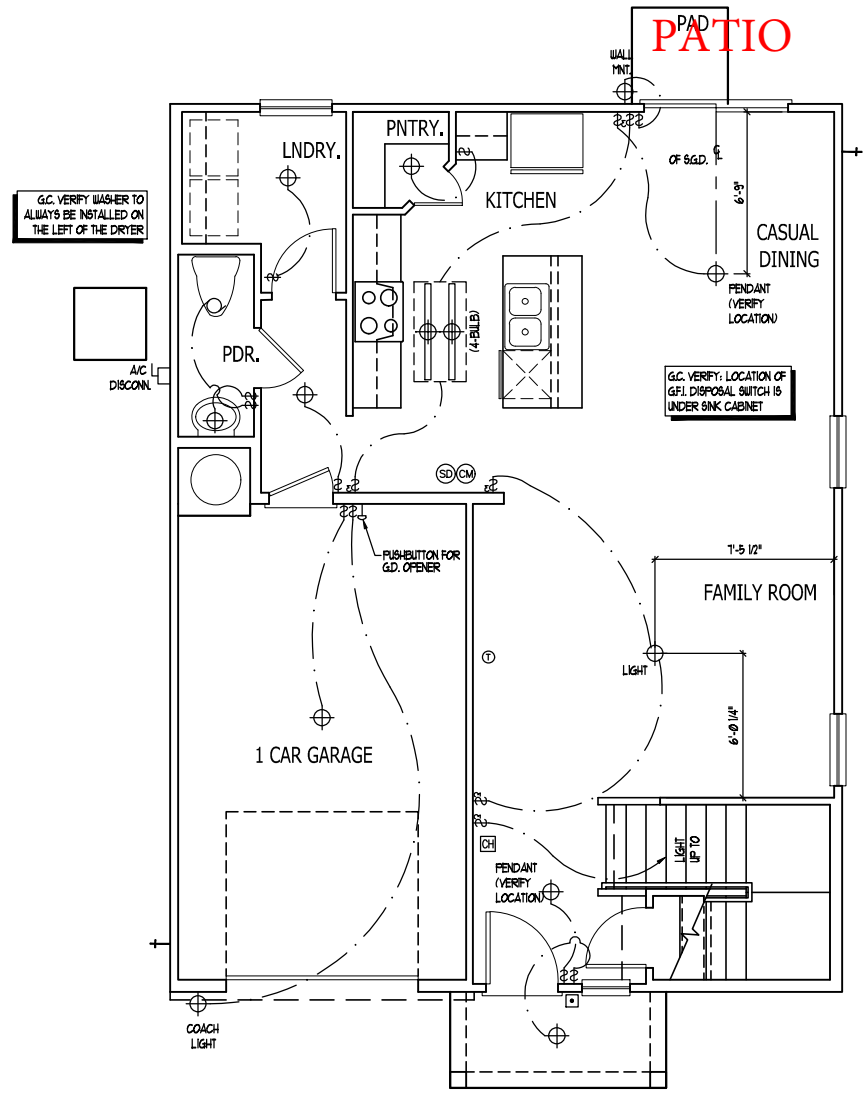 PAD
PATIO
WALL
MNT.
PNTRY.
LNDRY.
OF S.G.D.
℄
6'-9"
KITCHEN
G.C. VERIFY WASHER TO
ALWAYS BE INSTALLED ON
THE LEFT OF THE DRYER
CASUAL
DINING
PENDANT
(VERIFY
LOCATION)
(4-BULB)
PDR.
A/C
DISCONN.
G.C. VERIFY: LOCATION OF
G.F.I. DISPOSAL SWITCH IS
UNDER SINK CABINET
SD
CM
PUSHBUTTON FOR
G.D. OPENER
7'-5 1/2"
FAMILY ROOM
T
LIGHT
6'-0 1/4"
1 CAR GARAGE
CH
LIGHT
UP TO
PENDANT
(VERIFY
LOCATION)
COACH
LIGHT